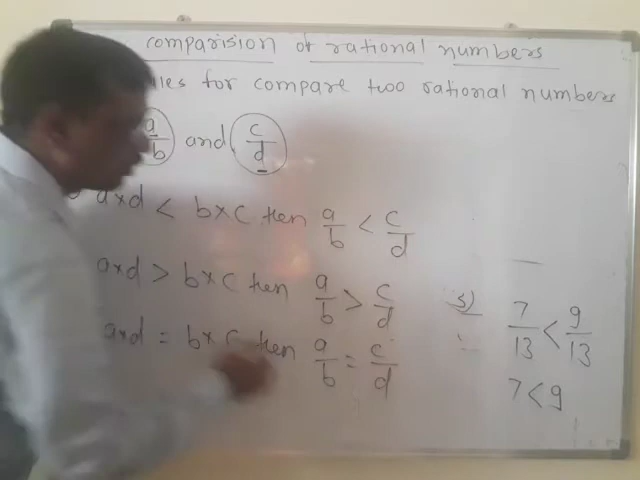 comparision of rational numbers
for compare two rational numbers
a/b and c/d
a×d < b×c then a/b < c/d
a×d > b×c then a/b > c/d
a×d = b×c then a/b = c/d
7/13 < 9/13
7 < 9